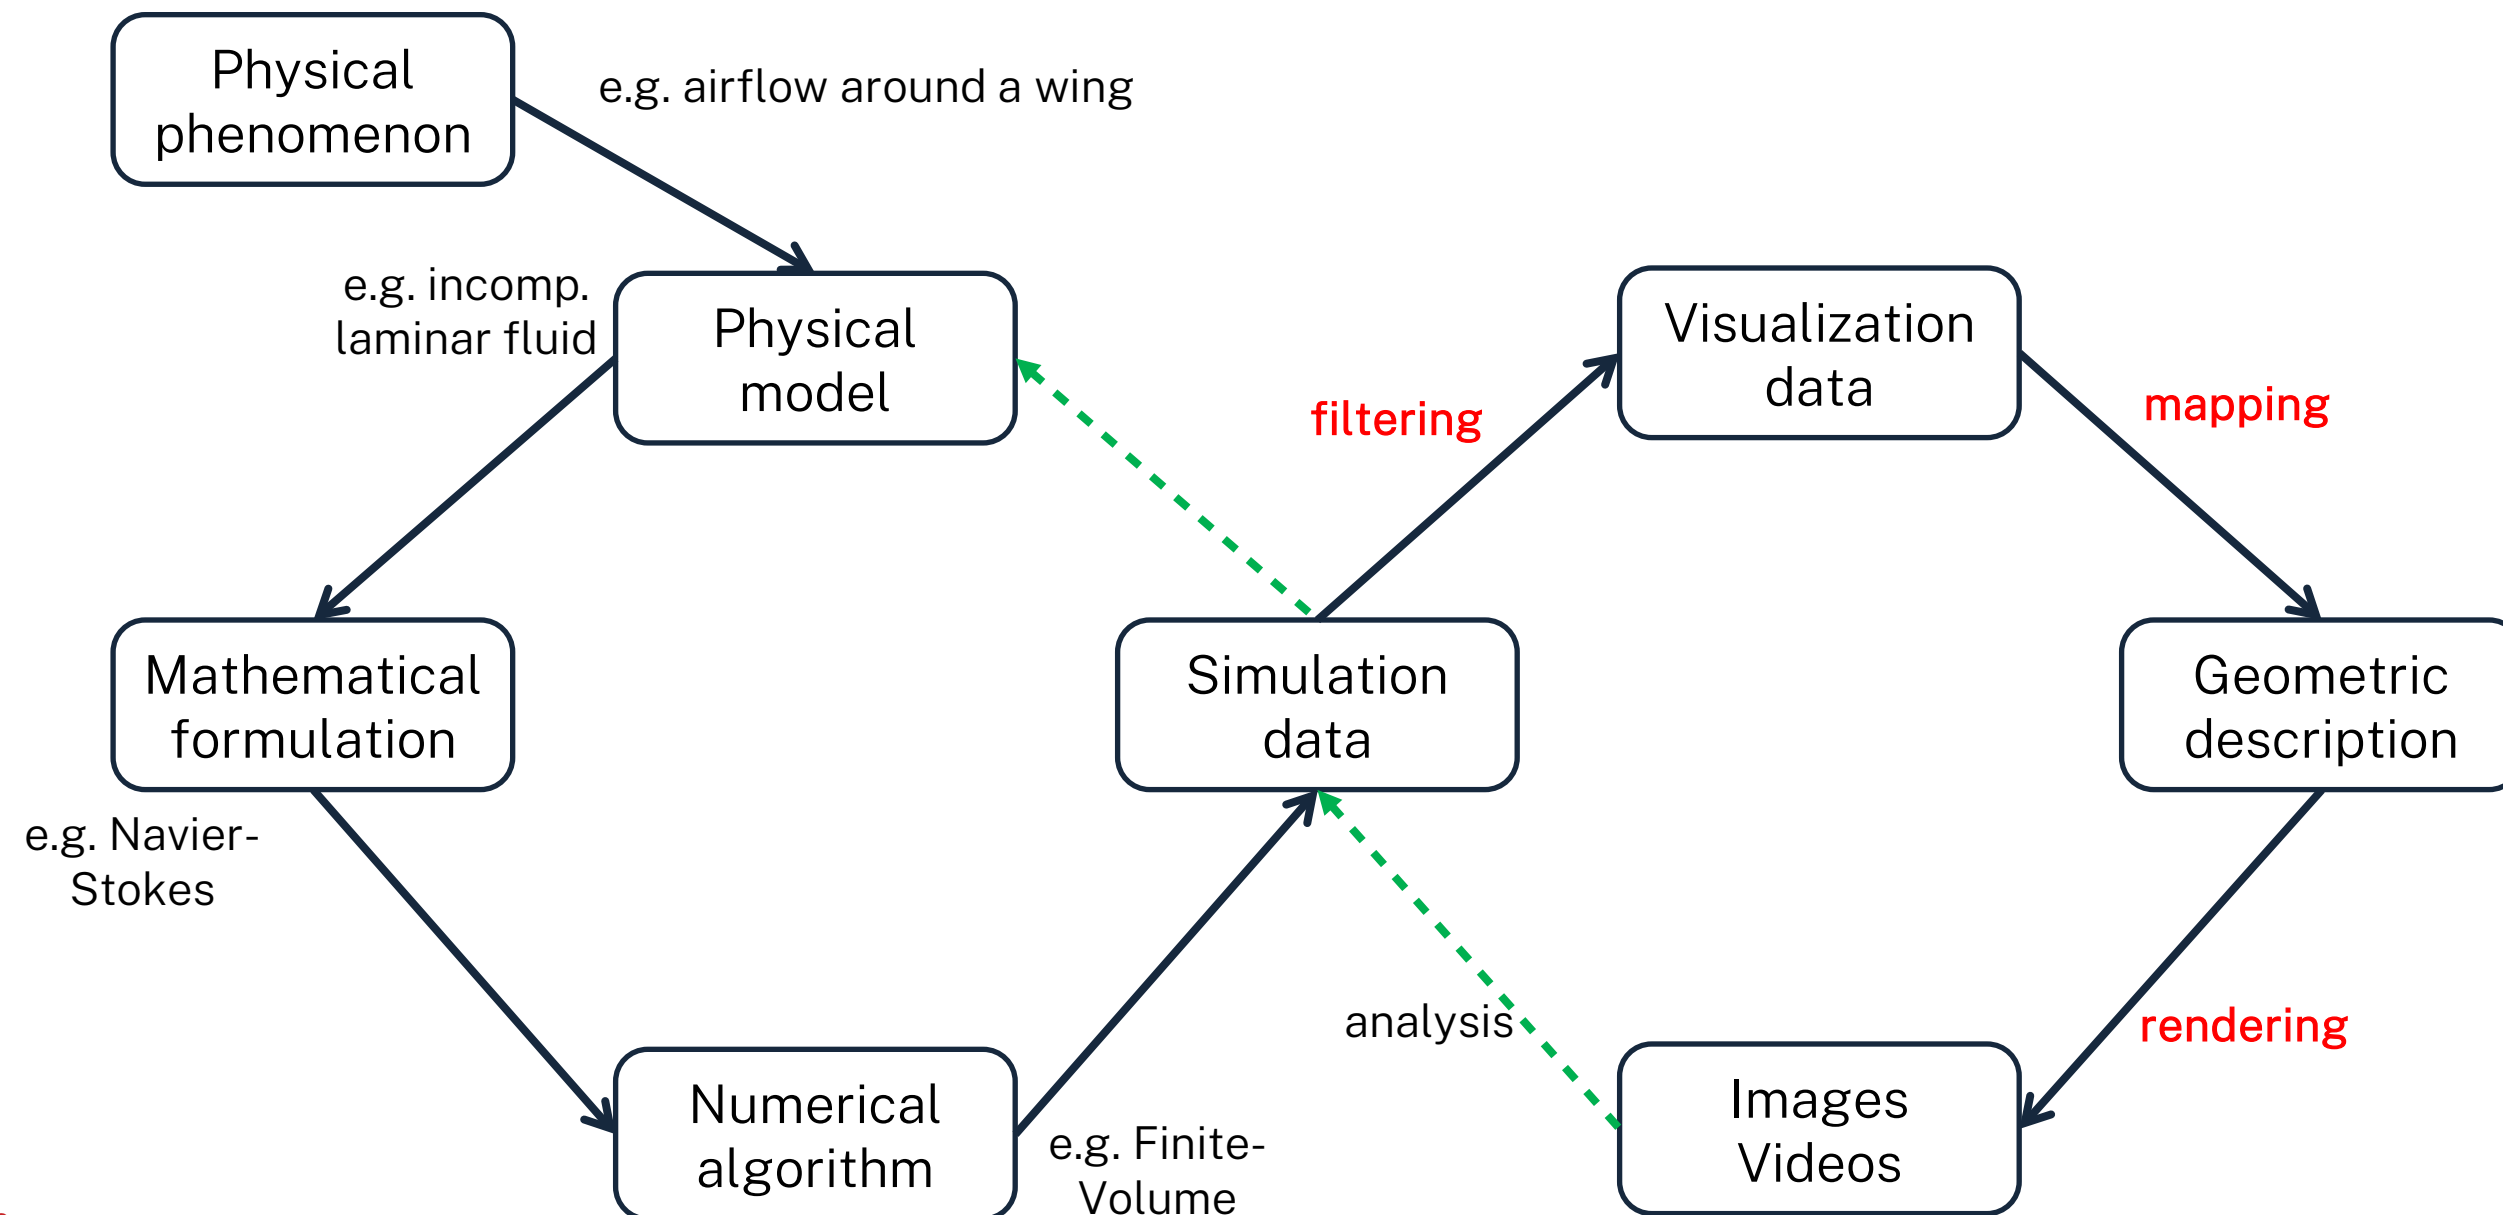 Physical
phenomenon
e.g. airflow around a wing
e.g. incomp.
laminar fluid
Physical
model
Visualization
data
filtering
mapping
Mathematical
formulation
Simulation
data
Geometric
description
e.g. Navier-
Stokes
analysis
rendering
Numerical
algorithm
e.g. Finite-
Volume
Images
Videos